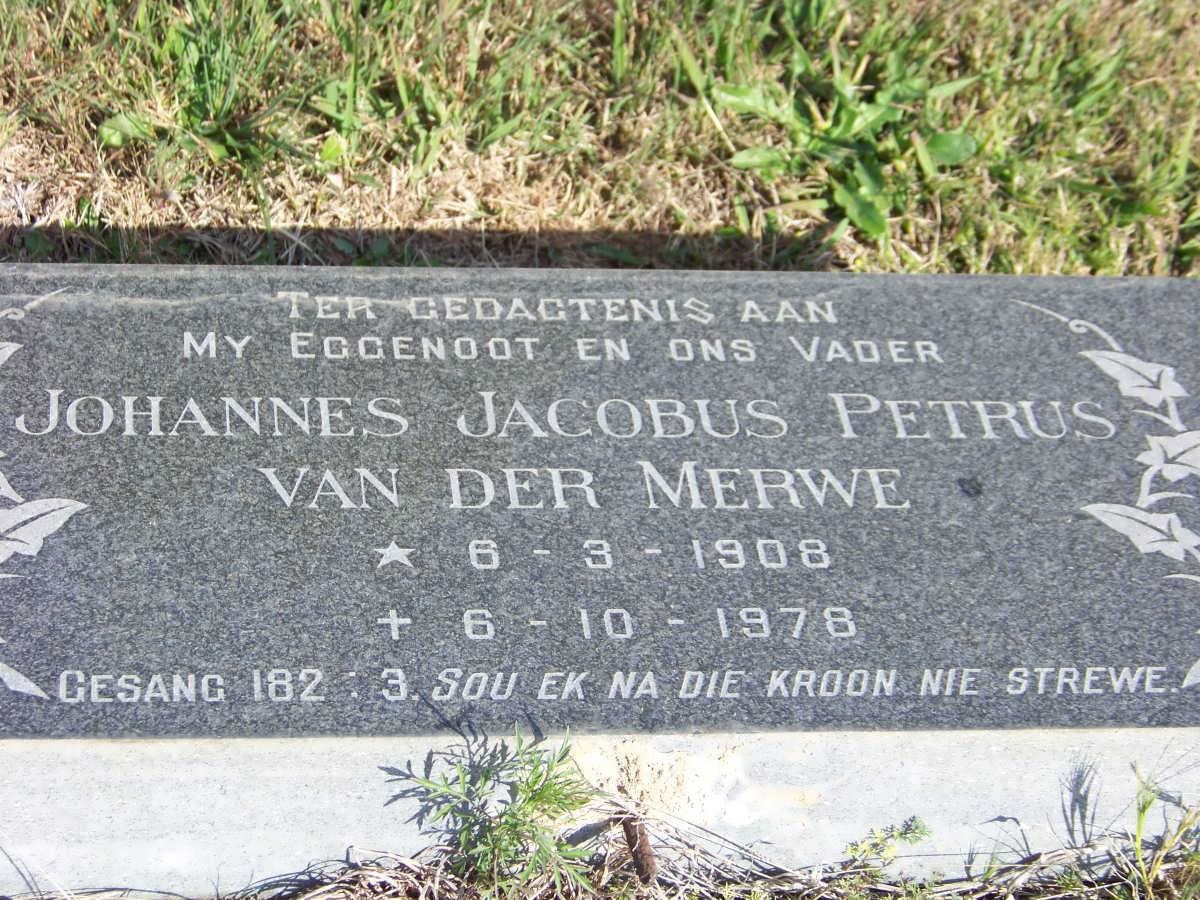 TER GEDAGTENIS AAN
MY EGGENOOT EN ONS VADER
JOHANNES JACOBUS PETRUS
VAN DER MERWE
★ 6 - 3 - 1908
✝ 6 - 10 - 1978
GESANG 182 : 3. SOU EK NA DIE KROON NIE STREWE.